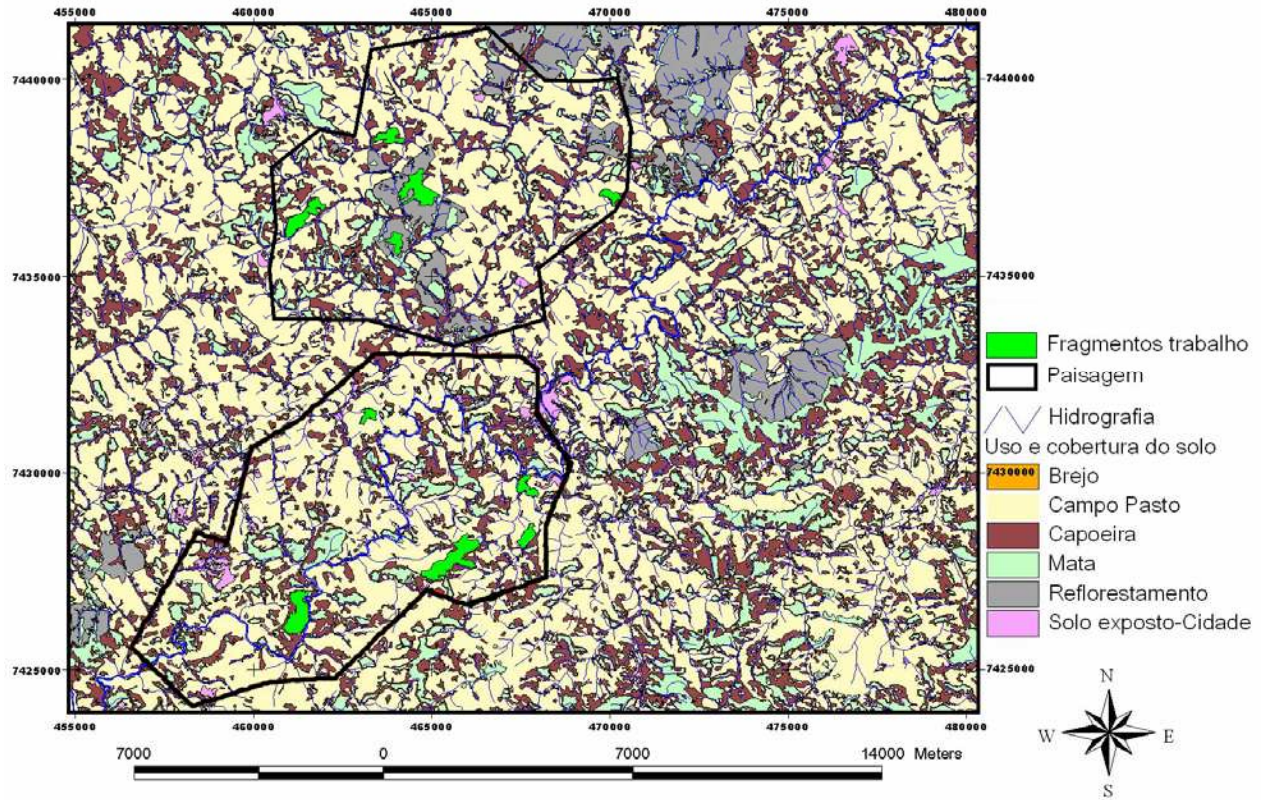 455000 460000 465000 470000 475000 480000
7440000 7440000
7435000 7435000
7430000 7430000
7425000 7425000
455000 460000 465000 470000 475000 480000
Fragmentos trabalho
Paisagem
Hidrografia
Uso e cobertura do solo
Brejo
Campo Pasto
Capoeira
Mata
Reflorestamento
Solo exposto-Cidade
N
W E
S
7000 0 7000 14000 Meters